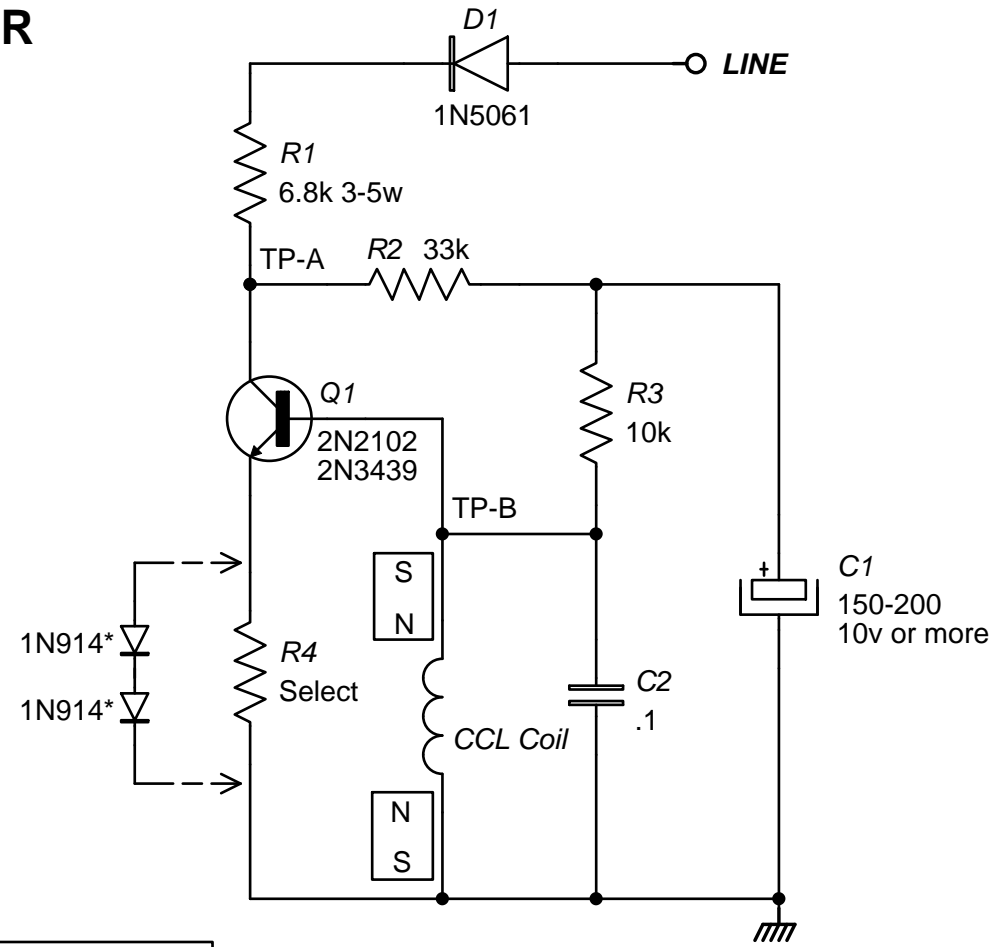 R
D1
LINE
1N5061
R1
6.8k 3-5w
TP-A
R2 33k
Q1
2N2102
2N3439
R3
10k
TP-B
S
N
+
C1
150-200
10v or more
1N914*
1N914*
R4
Select
C2
.1
CCL Coil
N
S